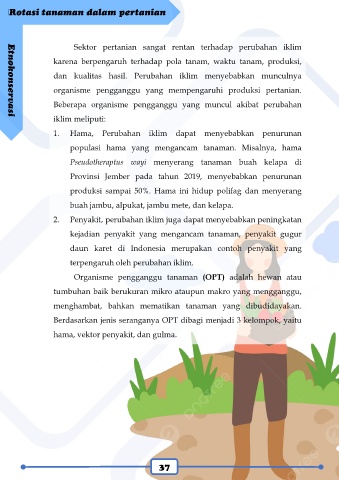 Rotasi tanaman dalam pertanian
Etnokonservasi
Sektor pertanian sangat rentan terhadap perubahan iklim
karena berpengaruh terhadap pola tanam, waktu tanam, produksi,
dan kualitas hasil. Perubahan iklim menyebabkan munculnya
organisme pengganggu yang mempengaruhi produksi pertanian.
Beberapa organisme pengganggu yang muncul akibat perubahan
iklim meliputi:
1. Hama, Perubahan iklim dapat menyebabkan penurunan
populasi hama yang mengancam tanaman. Misalnya, hama
Pseudotheraptus wayi menyerang tanaman buah kelapa di
Provinsi Jember pada tahun 2019, menyebabkan penurunan
produksi sampai 50%. Hama ini hidup polifag dan menyerang
buah jambu, alpukat, jambu mete, dan kelapa.
2. Penyakit, perubahan iklim juga dapat menyebabkan peningkatan
kejadian penyakit yang mengancam tanaman, penyakit gugur
daun karet di Indonesia merupakan contoh penyakit yang
terpengaruh oleh perubahan iklim.
Organisme pengganggu tanaman (OPT) adalah hewan atau
tumbuhan baik berukuran mikro ataupun makro yang mengganggu,
menghambat, bahkan mematikan tanaman yang dibudidayakan.
Berdasarkan jenis seranganya OPT dibagi menjadi 3 kelompok, yaitu
hama, vektor penyakit, dan gulma.
37